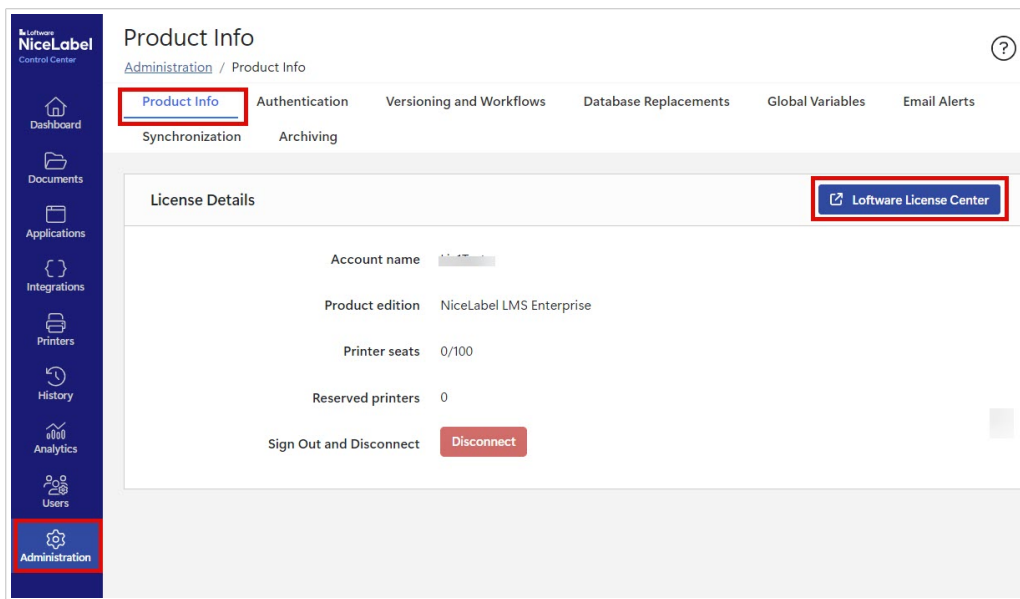 Loftware
NiceLabel
Control Center
Dashboard
Documents
Applications
Integrations
Printers
History
Analytics
Users
Administration
Product Info
Administration / Product Info
?
Product Info Authentication Versioning and Workflows Database Replacements Global Variables Email Alerts
Synchronization Archiving
License Details
Loftware License Center
Account name
Product edition NiceLabel LMS Enterprise
Printer seats 0/100
Reserved printers 0
Sign Out and Disconnect Disconnect